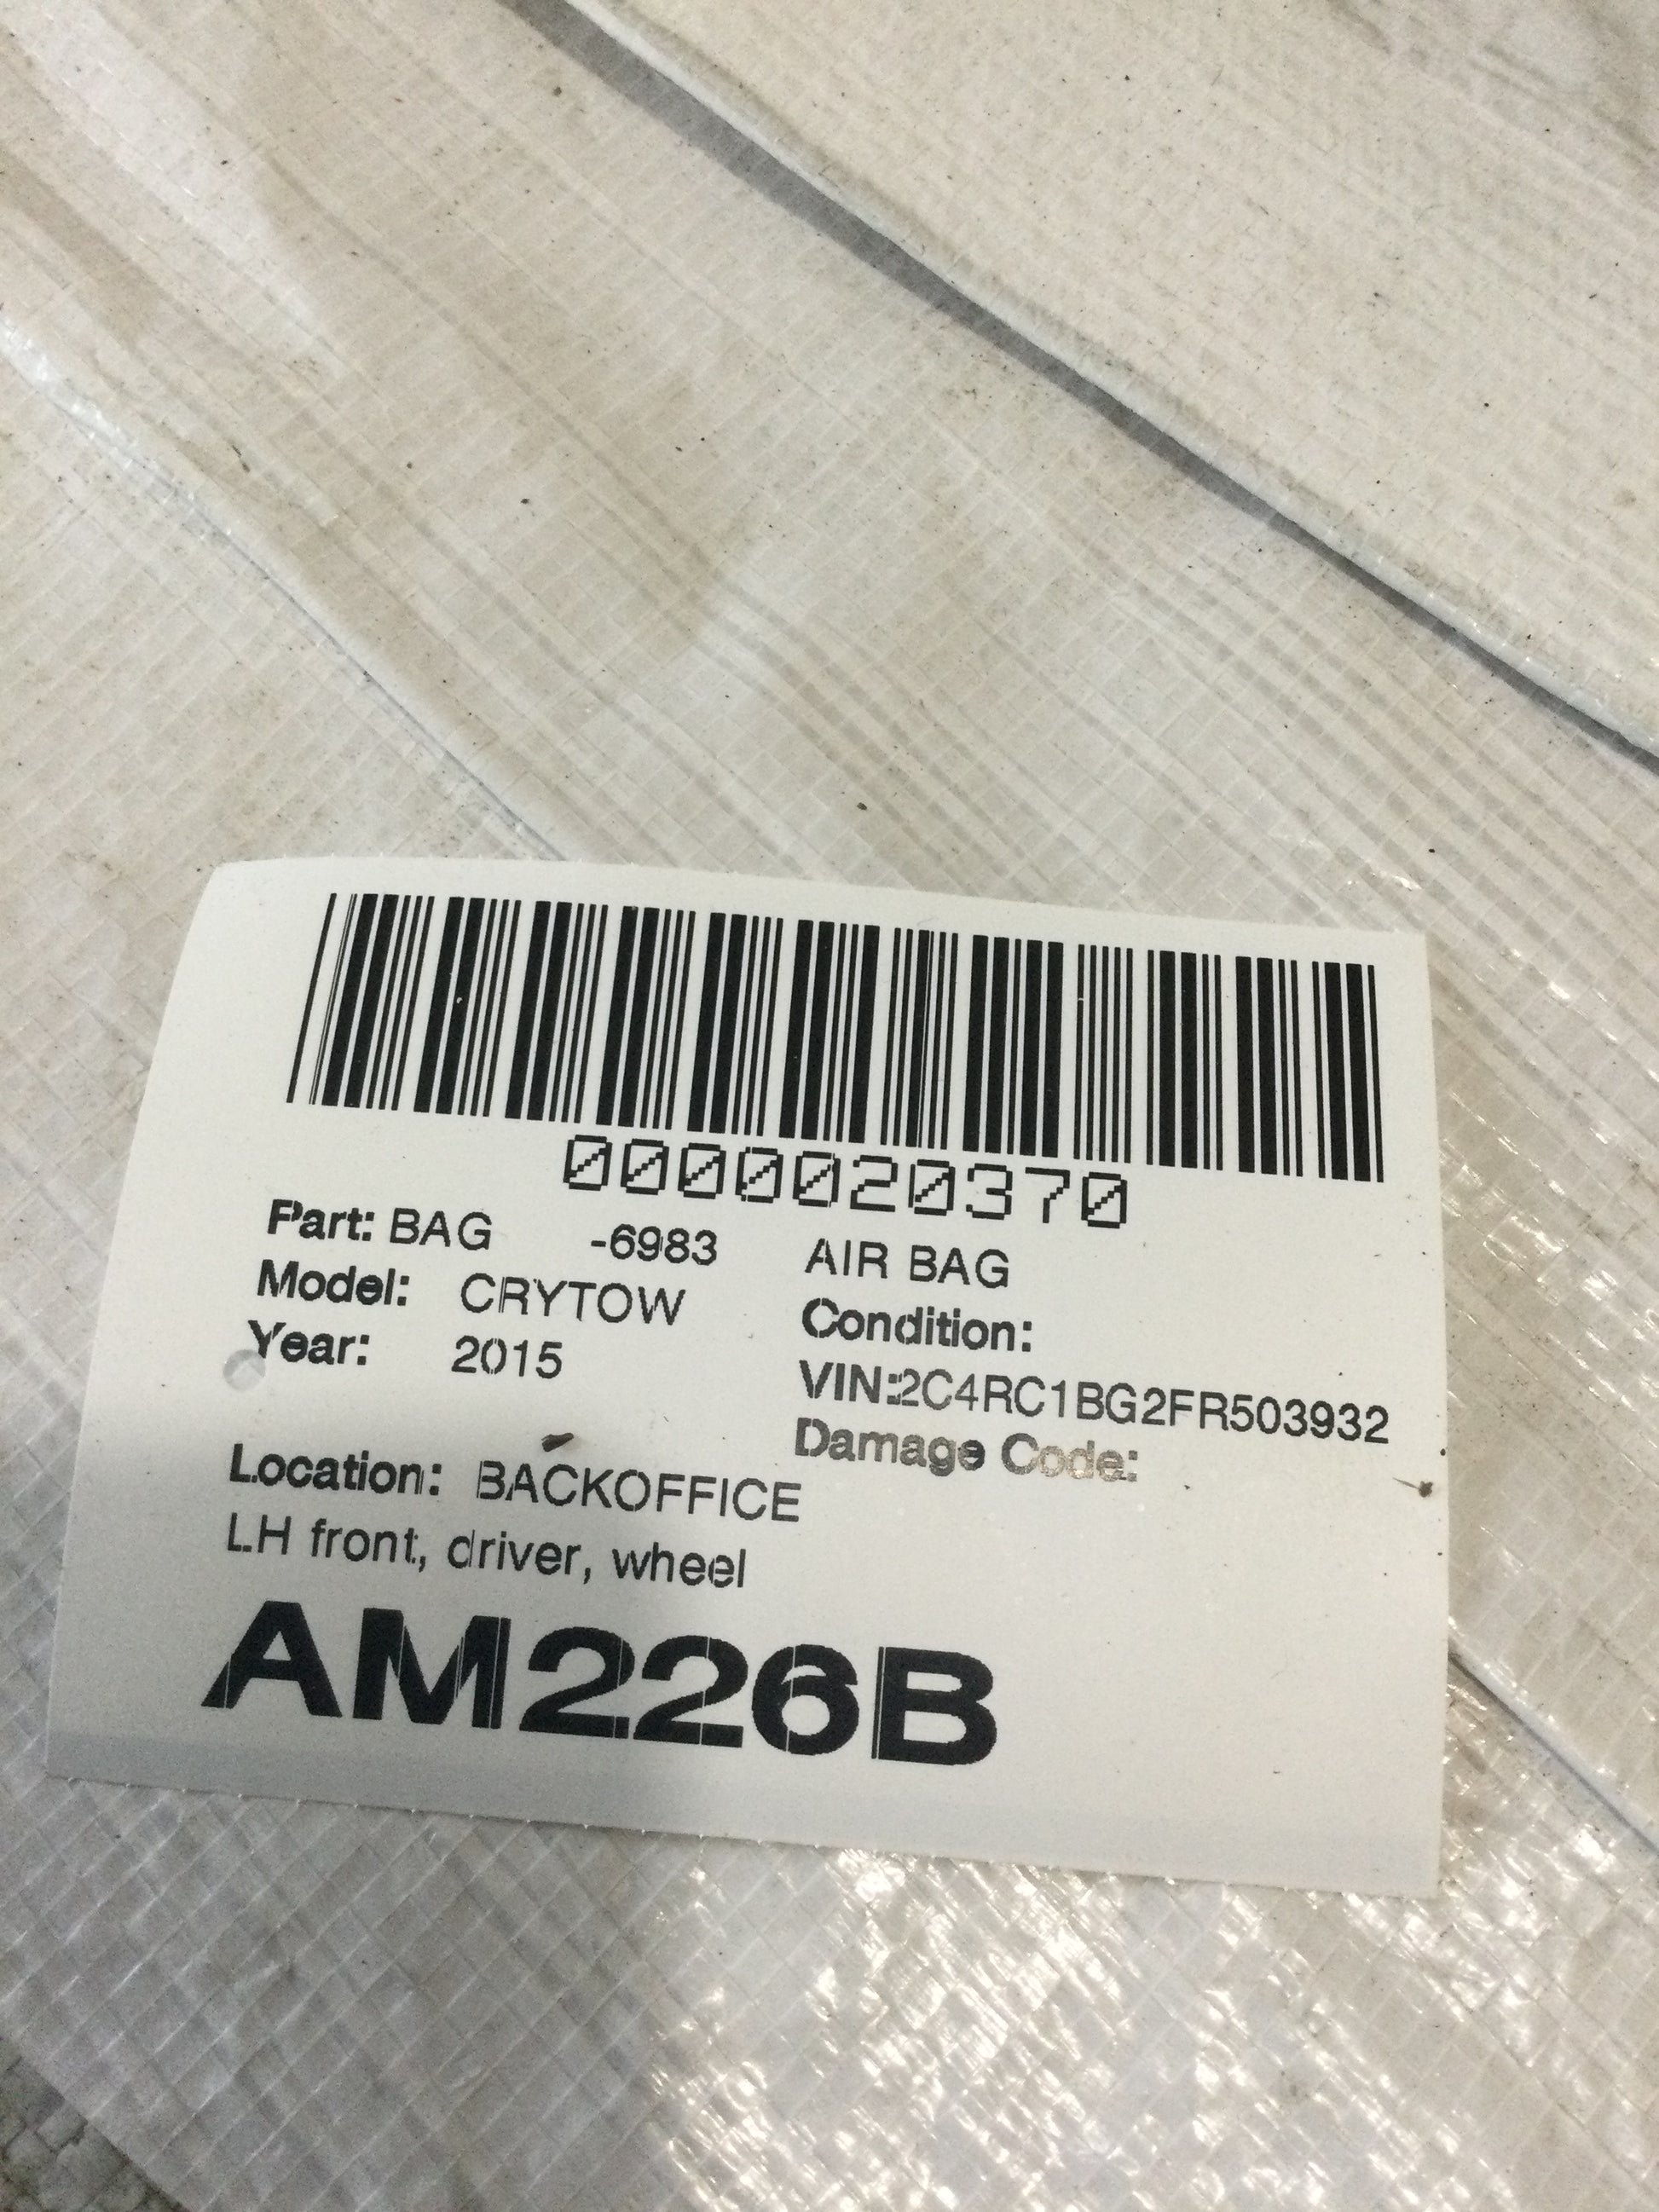 0000020370
Part: BAG -6983 AIR BAG
Model: CRYTOW Condition:
Year: 2015 VIN:2C4RC1BG2FR503932
Damage Code:
Location: BACKOFFICE
LH front, driver, wheel
AM226B